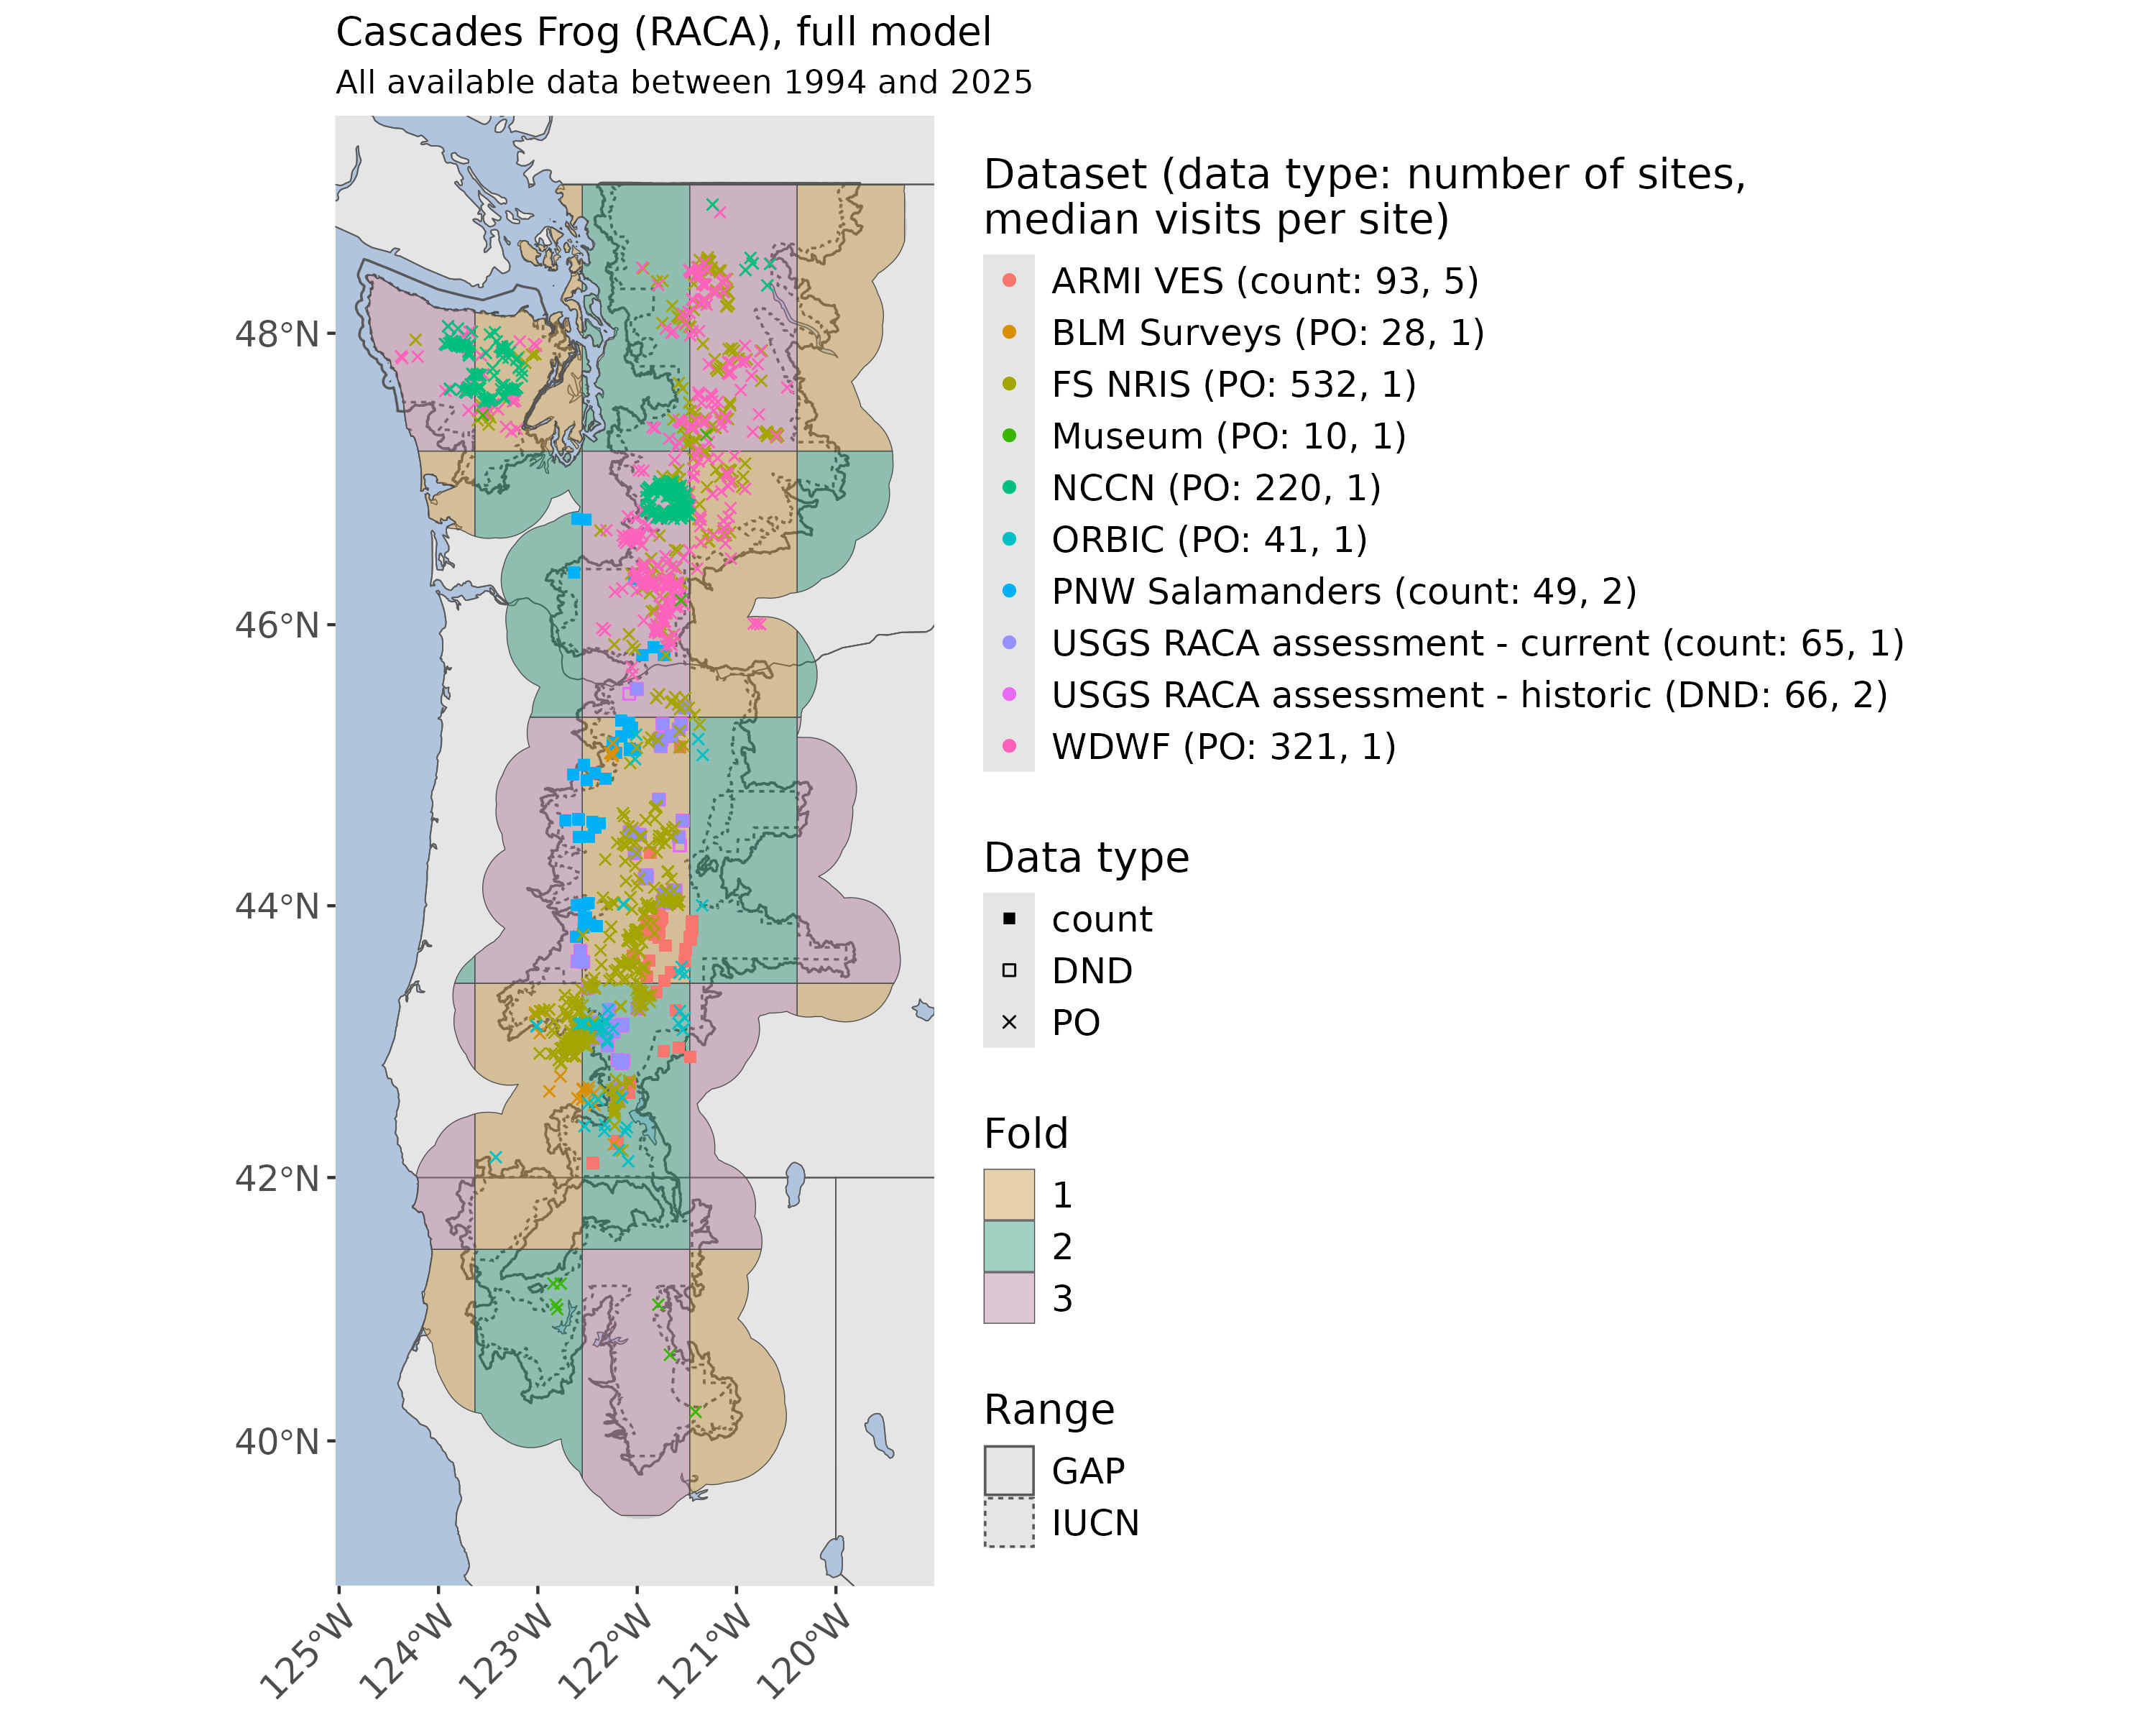 Cascades Frog (RACA), full model
All available data between 1994 and 2025
48°N
46°N
44°N
42°N
40°N
125°W
124°W
123°W
122°W
121°W
120°W
Dataset (data type: number of sites,
median visits per site)
ARMI VES (count: 93, 5)
BLM Surveys (PO: 28, 1)
FS NRIS (PO: 532, 1)
Museum (PO: 10, 1)
NCCN (PO: 220, 1)
ORBIC (PO: 41, 1)
PNW Salamanders (count: 49, 2)
USGS RACA assessment - current (count: 65, 1)
USGS RACA assessment - historic (DND: 66, 2)
WDWF (PO: 321, 1)
Data type
count
DND
PO
Fold
1
2
3
Range
GAP
IUCN